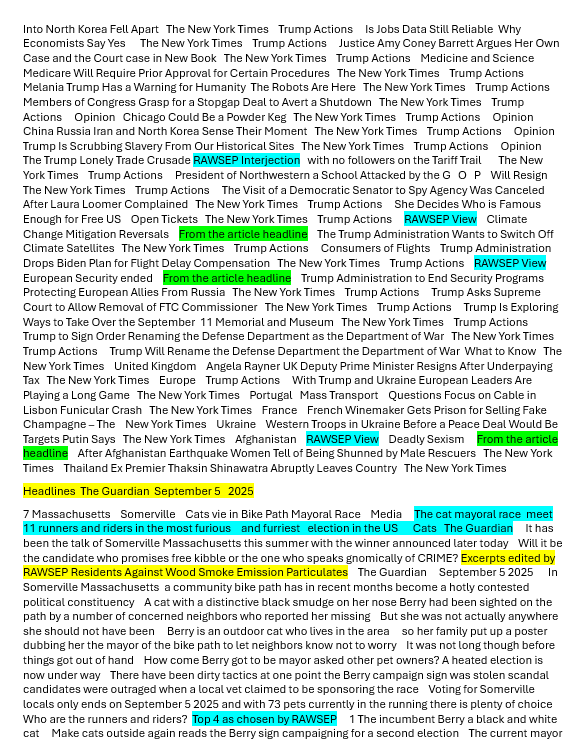 Into North Korea Fell Apart The New York Times Trump Actions Is Jobs Data Still Reliable Why
Economists Say Yes The New York Times Trump Actions Justice Amy Coney Barrett Argues Her Own
Case and the Court case in New Book The New York Times Trump Actions Medicine and Science
Medicare Will Require Prior Approval for Certain Procedures The New York Times Trump Actions
Melania Trump Has a Warning for Humanity The Robots Are Here The New York Times Trump Actions
Members of Congress Grasp for a Stopgap Deal to Avert a Shutdown The New York Times Trump
Actions Opinion Chicago Could Be a Powder Keg The New York Times Trump Actions Opinion
China Russia Iran and North Korea Sense Their Moment The New York Times Trump Actions Opinion
Trump Is Scrubbing Slavery From Our Historical Sites The New York Times Trump Actions Opinion
The Trump Lonely Trade Crusade RAWSEP Interjection with no followers on the Tariff Trail The New
York Times Trump Actions President of Northwestern a School Attacked by the G O P Will Resign
The New York Times Trump Actions The Visit of a Democratic Senator to Spy Agency Was Canceled
After Laura Loomer Complained The New York Times Trump Actions She Decides Who is Famous
Enough for Free US Open Tickets The New York Times Trump Actions RAWSEP View Climate
Change Mitigation Reversals From the article headline The Trump Administration Wants to Switch Off
Climate Satellites The New York Times Trump Actions Consumers of Flights Trump Administration
Drops Biden Plan for Flight Delay Compensation The New York Times Trump Actions RAWSEP View
European Security ended From the article headline Trump Administration to End Security Programs
Protecting European Allies From Russia The New York Times Trump Actions Trump Asks Supreme
Court to Allow Removal of FTC Commissioner The New York Times Trump Actions Trump Is Exploring
Ways to Take Over the September 11 Memorial and Museum The New York Times Trump Actions
Trump to Sign Order Renaming the Defense Department as the Department of War The New York Times
Trump Actions Trump Will Rename the Defense Department the Department of War What to Know The
New York Times United Kingdom Angela Rayner UK Deputy Prime Minister Resigns After Underpaying
Tax The New York Times Europe Trump Actions With Trump and Ukraine European Leaders Are
Playing a Long Game The New York Times Portugal Mass Transport Questions Focus on Cable in
Lisbon Funicular Crash The New York Times France French Winemaker Gets Prison for Selling Fake
Champagne – The New York Times Ukraine Western Troops in Ukraine Before a Peace Deal Would Be
Targets Putin Says The New York Times Afghanistan RAWSEP View Deadly Sexism From the article
headline After Afghanistan Earthquake Women Tell of Being Shunned by Male Rescuers The New York
Times Thailand Ex Premier Thaksin Shinawatra Abruptly Leaves Country The New York Times
Headlines The Guardian September 5 2025
7 Massachusetts Somerville Cats vie in Bike Path Mayoral Race Media The cat mayoral race meet
11 runners and riders in the most furious and furriest election in the US Cats The Guardian It has
been the talk of Somerville Massachusetts this summer with the winner announced later today Will it be
the candidate who promises free kibble or the one who speaks gnomically of CRIME? Excerpts edited by
RAWSEP Residents Against Wood Smoke Emission Particulates The Guardian September 5 2025 In
Somerville Massachusetts a community bike path has in recent months become a hotly contested
political constituency A cat with a distinctive black smudge on her nose Berry had been sighted on the
path by a number of concerned neighbors who reported her missing But she was not actually anywhere
she should not have been Berry is an outdoor cat who lives in the area so her family put up a poster
dubbing her the mayor of the bike path to let neighbors know not to worry It was not long though before
things got out of hand How come Berry got to be mayor asked other pet owners? A heated election is
now under way There have been dirty tactics at one point the Berry campaign sign was stolen scandal
candidates were outraged when a local vet claimed to be sponsoring the race Voting for Somerville
locals only ends on September 5 2025 and with 73 pets currently in the running there is plenty of choice
Who are the runners and riders? Top 4 as chosen by RAWSEP 1 The incumbent Berry a black and white
cat Make cats outside again reads the Berry sign campaigning for a second election The current mayor